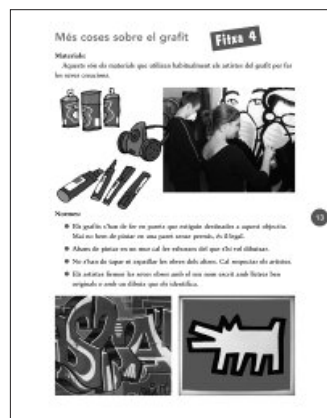 Més coses sobre el grafit
Fitxa 4
Materials:
Aquests són els materials que utilitzen habitualment els artistes del grafit per fer
les seves creacions.
Normes:
Els grafits s'han de fer en parets que estiguin destinades a aquest objectiu.
Mai no hem de pintar en una paret sense permís, és il·legal.
Abans de pintar en un mur cal fer esbossos del que s'hi vol dibuixar.
No s'han de tapar ni espatllar les obres dels altres. Cal respectar els artistes.
Els artistes firmen les seves obres amb el seu nom escrit amb lletres ben
originals o amb un dibuix que els identifica.
13